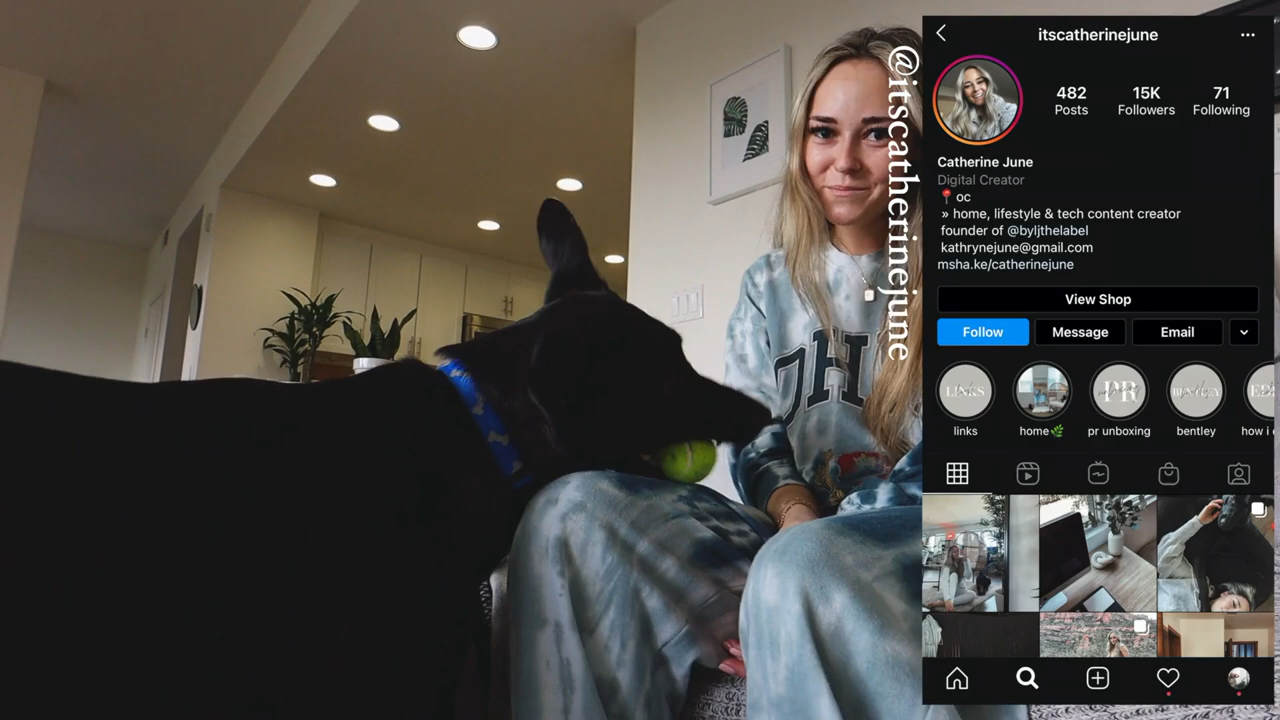 @itscatherinejune
OH
itscatherinejune
482
Posts
15K
Followers
71
Following
Catherine June
Digital Creator
📍 oc
» home, lifestyle & tech content creator
founder of @byljthelabel
kathrynejune@gmail.com
msha.ke/catherinejune
View Shop
Follow
Message
Email
LINKS
PR
links
home🌿
pr unboxing
bentley
how i